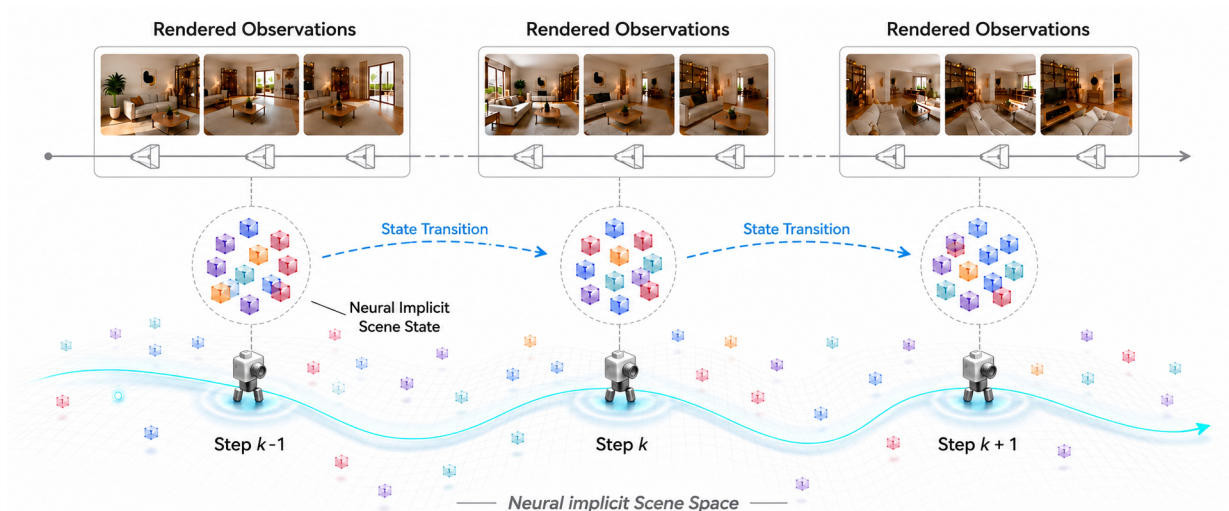 Rendered Observations
Rendered Observations
Rendered Observations
State Transition
State Transition
Neural Implicit
Scene State
Step k-1
Step k
Step k + 1
Neural implicit Scene Space